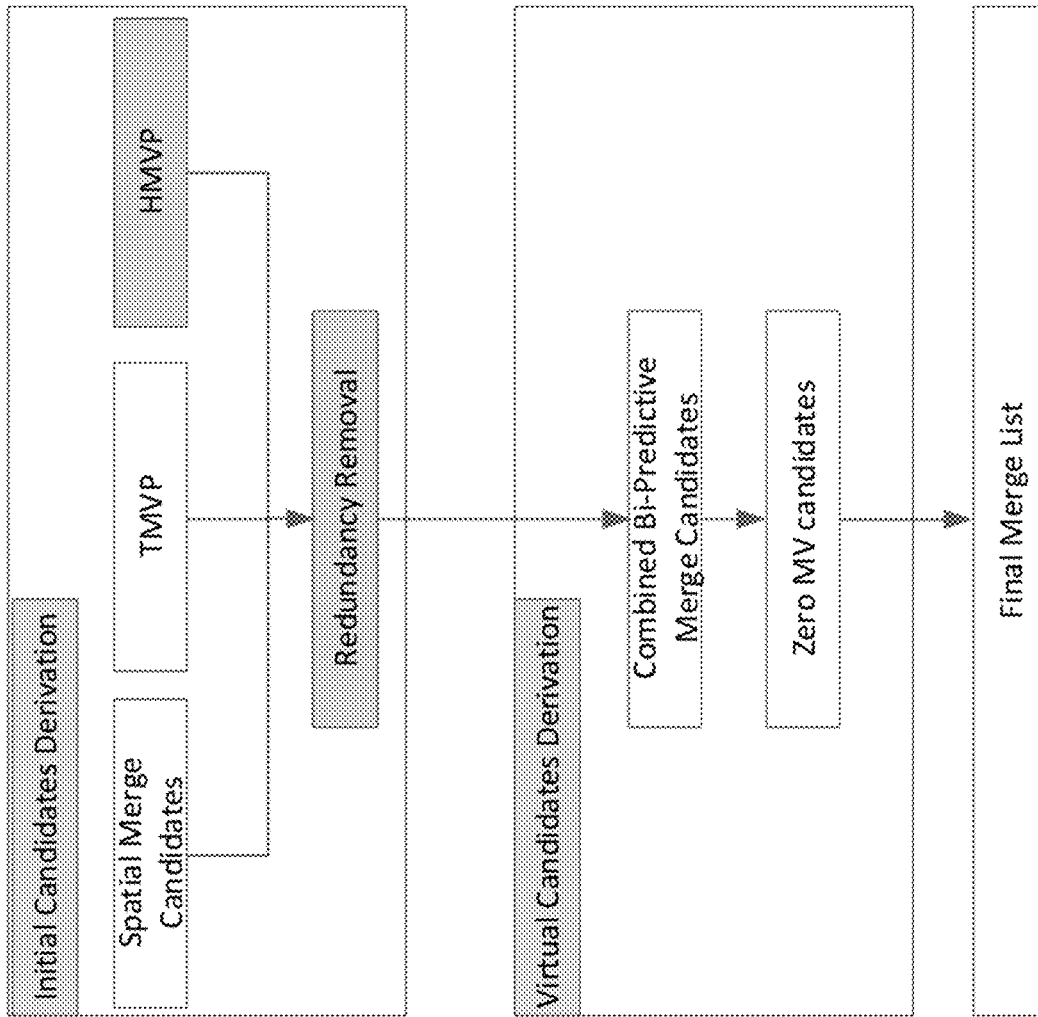 Initial Candidates Derivation
Spatial Merge
Candidates
TMVP
HMVP
Redundancy Removal
Virtual Candidates Derivation
Combined Bi-Predictive
Merge Candidates
Zero MV candidates
Final Merge List